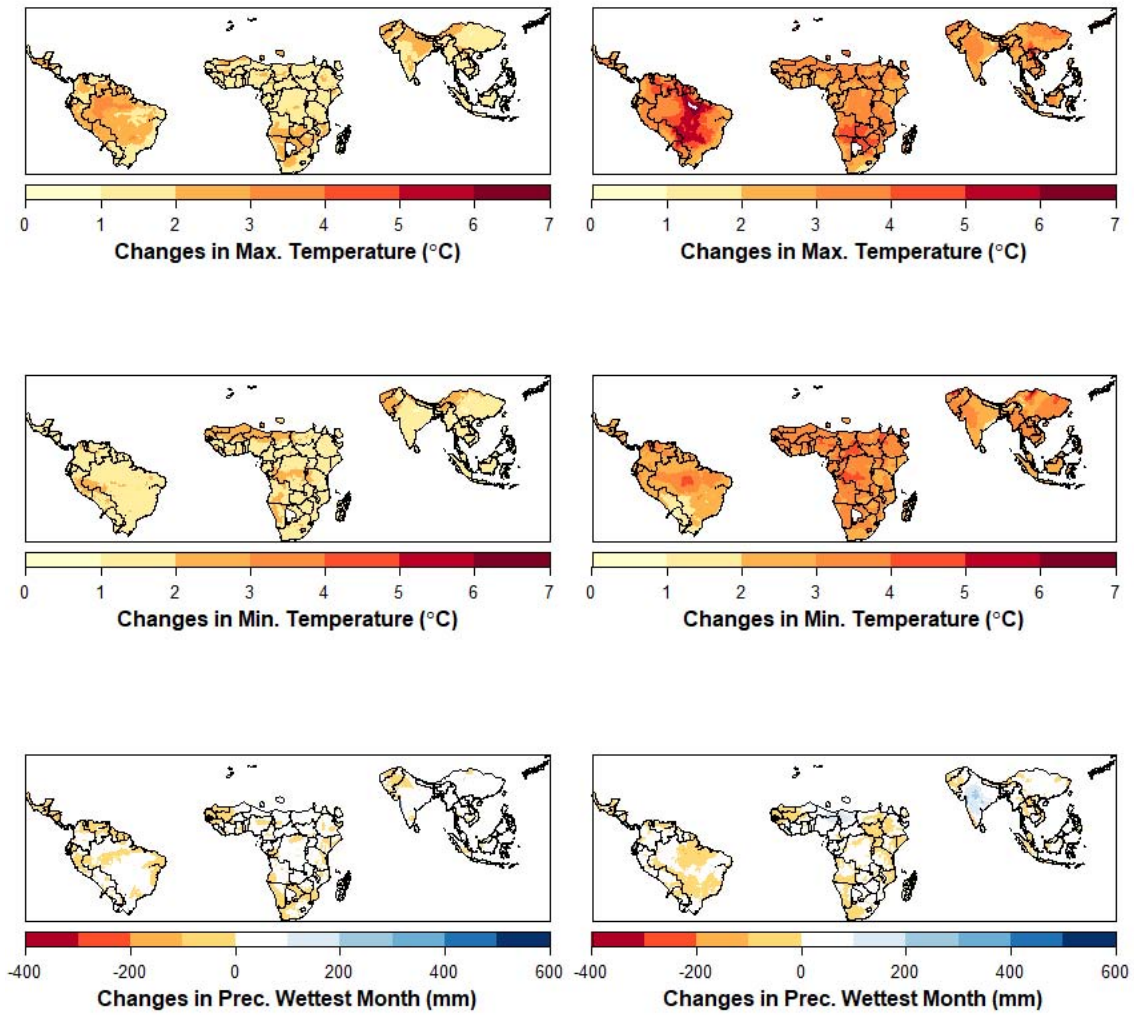 0 1 2 3 4 5 6 7 0 1 2 3 4 5 6 7
Changes in Max. Temperature (°C) Changes in Max. Temperature (°C)
0 1 2 3 4 5 6 7 0 1 2 3 4 5 6 7
Changes in Min. Temperature (°C) Changes in Min. Temperature (°C)
-400 -200 0 200 400 600 -400 -200 0 200 400 600
Changes in Prec. Wettest Month (mm) Changes in Prec. Wettest Month (mm)